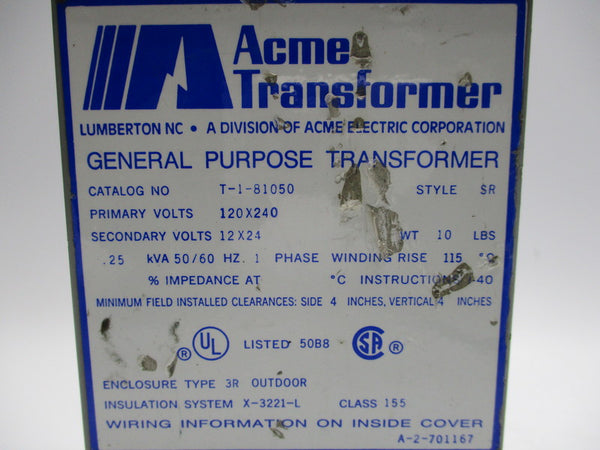 Acme
Transformer
LUMBERTON NC • A DIVISION OF ACME ELECTRIC CORPORATION
GENERAL PURPOSE TRANSFORMER
CATALOG NO T-1-81050 STYLE SR
PRIMARY VOLTS 120X240
SECONDARY VOLTS 12X24 WT 10 LBS
.25 kVA 50/60 HZ. 1 PHASE WINDING RISE 115 °C
% IMPEDANCE AT °C INSTRUCTIONS 40
MINIMUM FIELD INSTALLED CLEARANCES: SIDE 4 INCHES, VERTICAL 4 INCHES
® UL LISTED 50B8 SA ®
ENCLOSURE TYPE 3R OUTDOOR
INSULATION SYSTEM X-3221-L CLASS 155
WIRING INFORMATION ON INSIDE COVER
A-2-701167